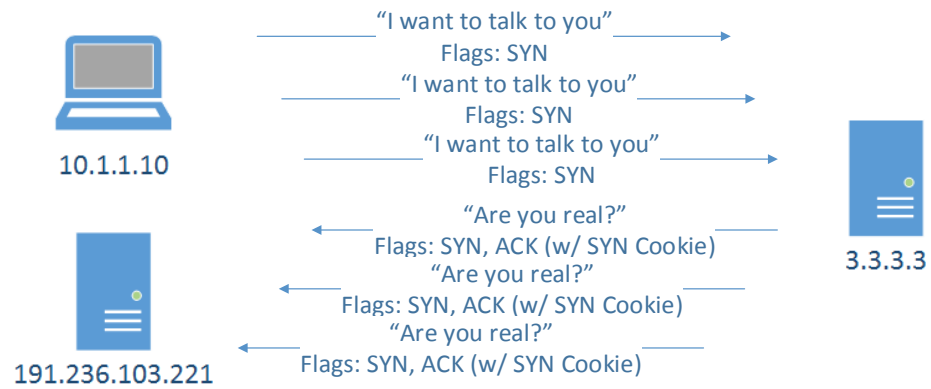 “I want to talk to you”
Flags: SYN
“I want to talk to you”
Flags: SYN
“I want to talk to you”
Flags: SYN
10.1.1.10
“Are you real?”
Flags: SYN, ACK (w/ SYN Cookie)
“Are you real?”
Flags: SYN, ACK (w/ SYN Cookie)
“Are you real?”
Flags: SYN, ACK (w/ SYN Cookie)
3.3.3.3
191.236.103.221